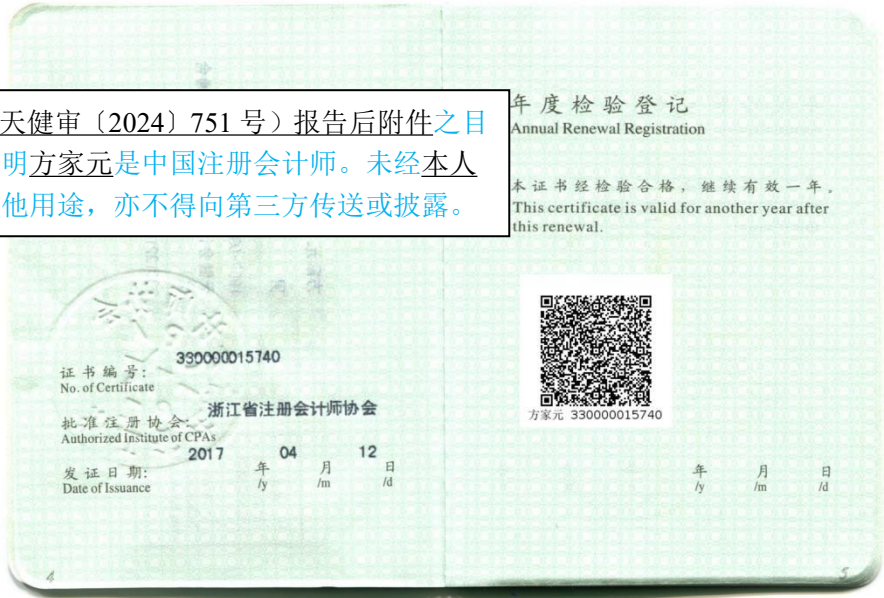 天健审〔2024〕751号）报告后附件之目
明方家元是中国注册会计师。未经本人
他用途，亦不得向第三方传送或披露。
证书编号:
330000015740
No. of Certificate
批准注册协会:
浙江省注册会计师协会
Authorized Institute of CPAs
发证日期:
2017 年 04 月 12 日
Date of Issuance
/y /m /d
4
年度检验登记
Annual Renewal Registration
本证书经检验合格，继续有效一年。
This certificate is valid for another year after
this renewal.
方家元 330000015740
年 月 日
/y /m /d
5